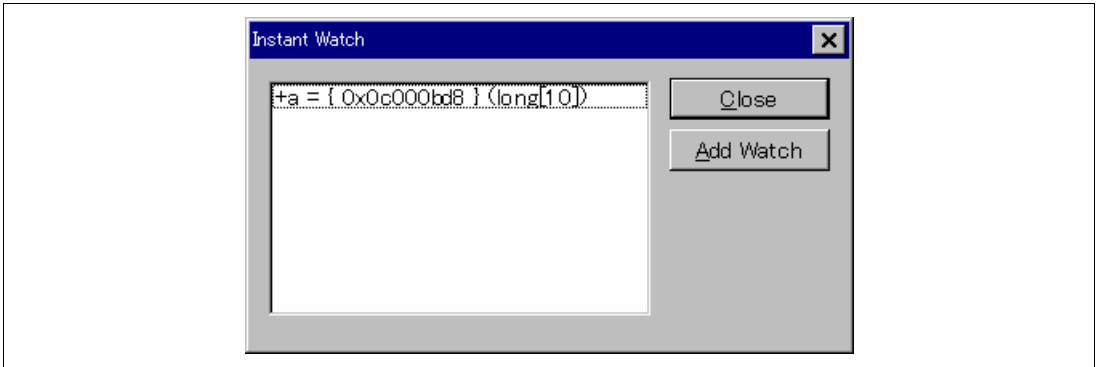 Instant Watch
+a = { 0x0c000bd8 } (long[10])
Close
Add Watch